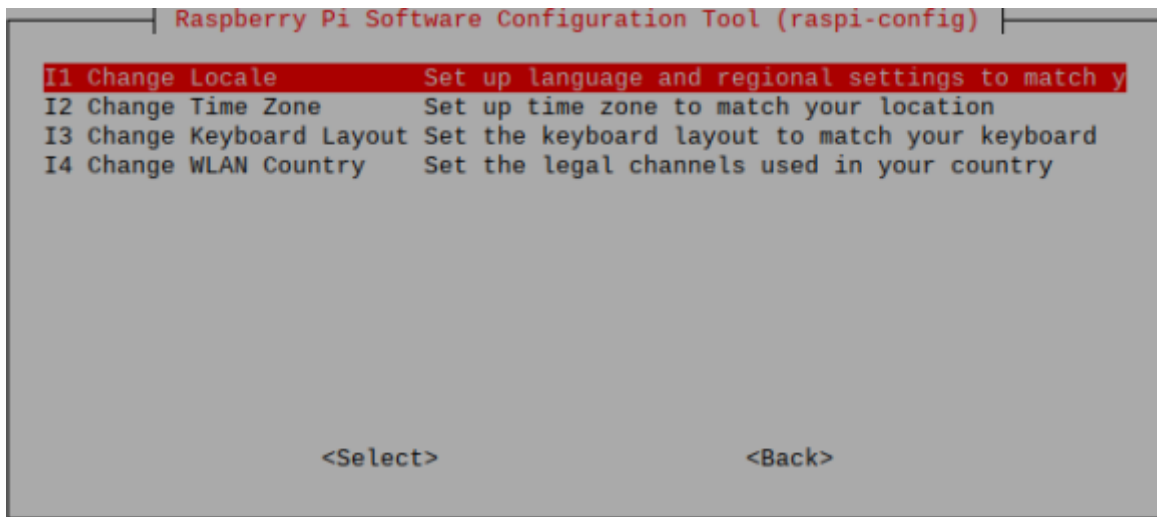 Raspberry Pi Software Configuration Tool (raspi-config)
I1 Change Locale Set up language and regional settings to match y
I2 Change Time Zone Set up time zone to match your location
I3 Change Keyboard Layout Set the keyboard layout to match your keyboard
I4 Change WLAN Country Set the legal channels used in your country
<Select> <Back>